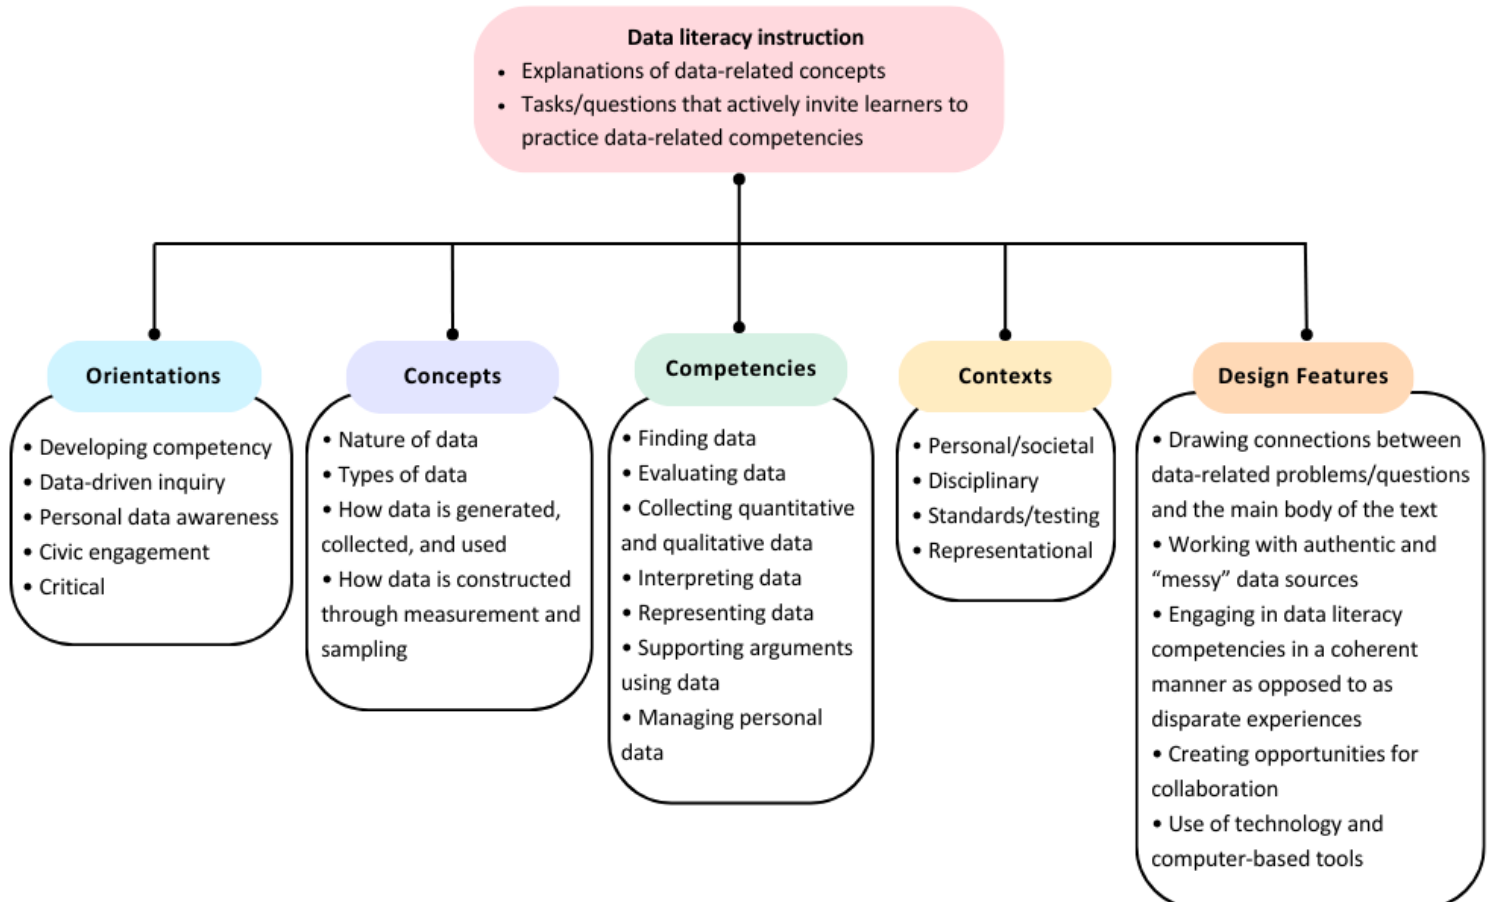 Data literacy instruction
• Explanations of data-related concepts
• Tasks/questions that actively invite learners to
practice data-related competencies
Orientations
• Developing competency
• Data-driven inquiry
• Personal data awareness
• Civic engagement
• Critical
Concepts
• Nature of data
• Types of data
• How data is generated,
collected, and used
• How data is constructed
through measurement and
sampling
Competencies
• Finding data
• Evaluating data
• Collecting quantitative
and qualitative data
• Interpreting data
• Representing data
• Supporting arguments
using data
• Managing personal
data
Contexts
• Personal/societal
• Disciplinary
• Standards/testing
• Representational
Design Features
• Drawing connections between
data-related problems/questions
and the main body of the text
• Working with authentic and
“messy” data sources
• Engaging in data literacy
competencies in a coherent
manner as opposed to as
disparate experiences
• Creating opportunities for
collaboration
• Use of technology and
computer-based tools